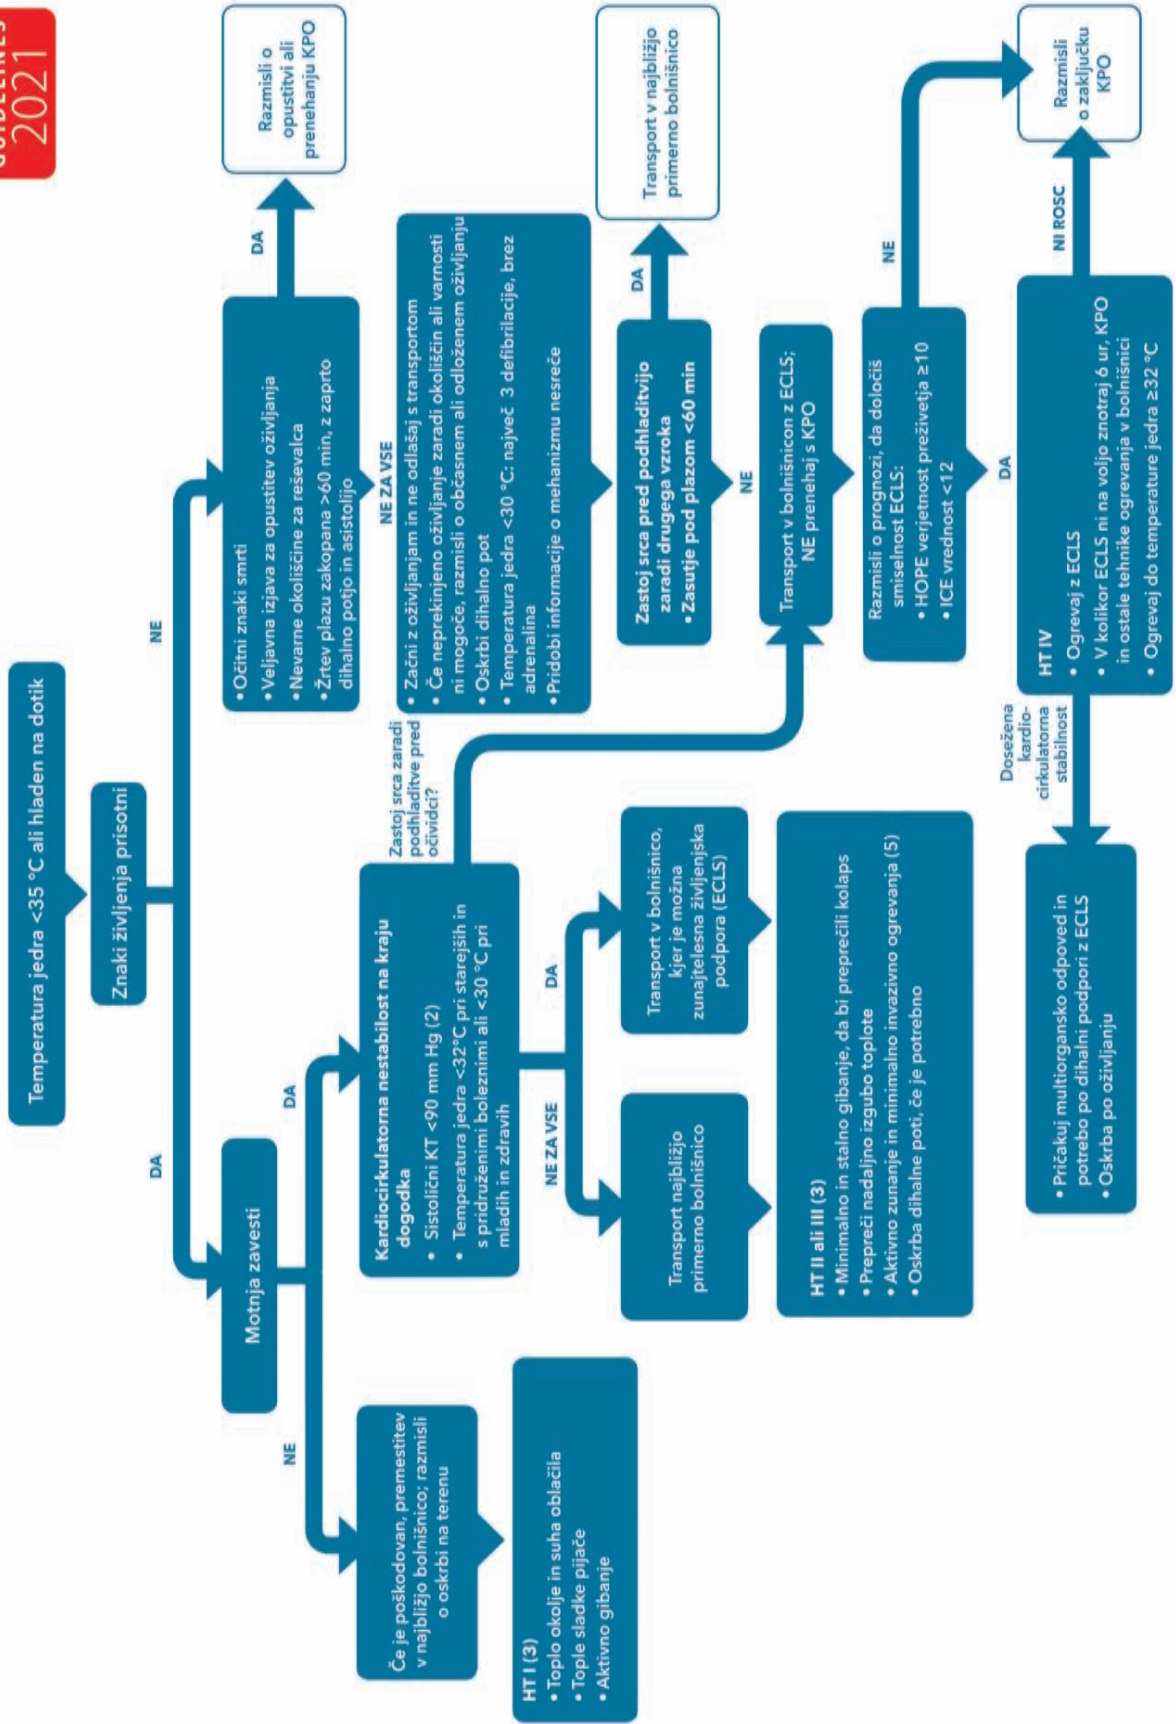 GUIDELINES
2021
Temperatura jedra <35 °C ali hladen na dotik
Znaki življenja prisotni
DA
NE
Motnja zavesti
NE
DA
Če je poškodovan, premestitev
v najbližjo bolnišnico; razmisli
o oskrbi na terenu
HT I (3)
• Toplo okolje in suha oblačila
• Tople sladke pijače
• Aktivno gibanje
Kardiocirkulatorna nestabilost na kraju
dogodka
• Sistolični KT <90 mm Hg (2)
• Temperatura jedra <32°C pri starejših in
s pridruženimi boleznimi ali <30 °C pri
mladih in zdravih
Zastoj srca zaradi
podhladitve pred
očividci?
NE ZA VSE
DA
Transport najbližjo
primerno bolnišnico
Transport v bolnišnico,
kjer je možna
zunajtelesna življenjska
podpora (ECLS)
HT II ali III (3)
• Minimalno in stalno gibanje, da bi preprečili kolaps
• Prepreči nadaljno izgubo toplote
• Aktivno zunanje in minimalno invazivno ogrevanja (5)
• Oskrba dihalne poti, če je potrebno
• Očitni znaki smrti
• Veljavna izjava za opustitev oživljanja
• Nevarne okoliščine za reševalca
• Žrtev plazu zakopana >60 min, z zaprto
dihalno potjo in asistolijo
DA
Razmisli o
opustitvi ali
prenehanju KPO
NE ZA VSE
• Začni z oživljanjam in ne odlašaj s transportom
• Če neprekinjeno oživljanje zaradi okoliščin ali varnosti
ni mogoče, razmisli o občasnem ali odloženem oživljanju
• Oskrbi dihalno pot
• Temperatura jedra <30 °C: največ 3 defibrilacije, brez
adrenalina
• Pridobi informacije o mehanizmu nesreče
Zastoj srca pred podhladitvijo
zaradi drugega vzroka
• Zasutje pod plazom <60 min
DA
Transport v najbližjo
primerno bolnišnico
NE
Transport v bolnišnicon z ECLS;
NE prenehaj s KPO
Razmisli o prognozi, da določiš
smiselnost ECLS:
• HOPE verjetnost preživetja ≥10
• ICE vrednost <12
NE
Razmisli
o zaključku
KPO
DA
HT IV
• Ogrevaj z ECLS
• V kolikor ECLS ni na voljo znotraj 6 ur, KPO
in ostale tehnike ogrevanja v bolnišnici
• Ogrevaj do temperature jedra ≥32 °C
NI ROSC
Dosežena
kardio-
cirkulatorna
stabilnost
• Pričakuj multiorgansko odpoved in
potrebo po dihalni podpori z ECLS
• Oskrba po oživljanju